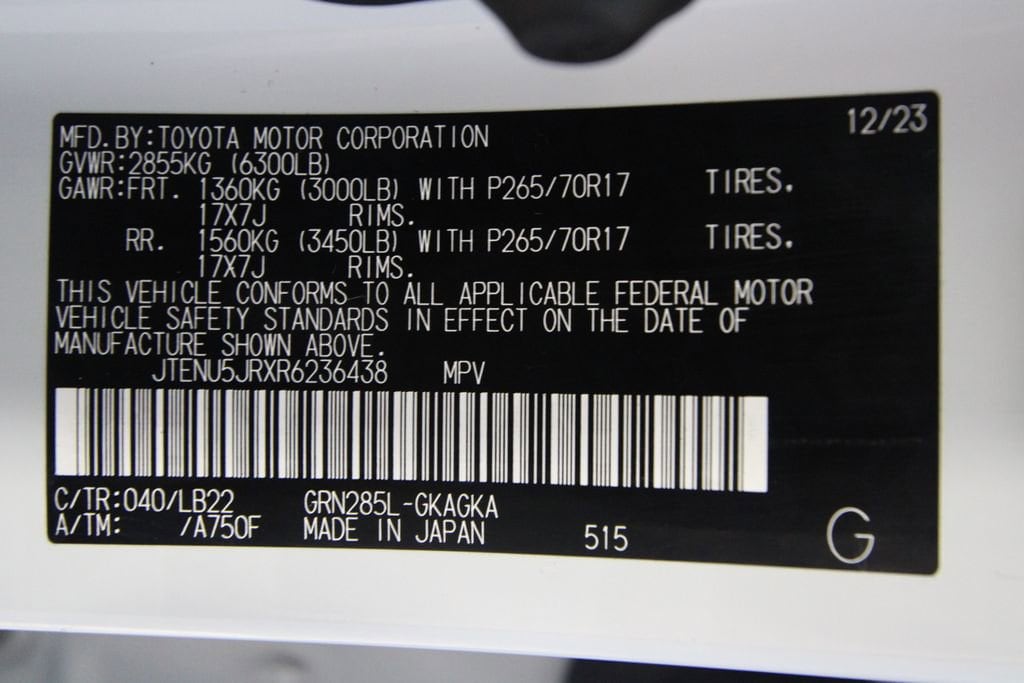 12/23
MFD.BY:TOYOTA MOTOR CORPORATION
GVWR:2855KG (6300LB)
GAWR:FRT. 1360KG (3000LB) WITH P265/70R17 TIRES.
17X7J RIMS.
RR. 1560KG (3450LB) WITH P265/70R17 TIRES.
17X7J RIMS.
THIS VEHICLE CONFORMS TO ALL APPLICABLE FEDERAL MOTOR
VEHICLE SAFETY STANDARDS IN EFFECT ON THE DATE OF
MANUFACTURE SHOWN ABOVE.
JTENU5JRXR6236438 MPV
C/TR:040/LB22 GRN285L-GKAGKA
A/TM: /A750F MADE IN JAPAN 515 G